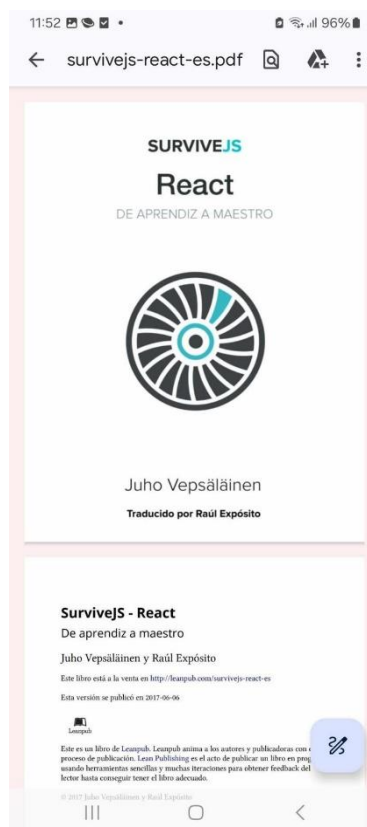 11:52
96%
survivejs-react-es.pdf
SURVIVEJS
React
DE APRENDIZ A MAESTRO
Juho Vepsäläinen
Traducido por Raúl Expósito
SurviveJS - React
De aprendiz a maestro
Juho Vepsäläinen y Raúl Expósito
Este libro está a la venta en http://leanpub.com/survivejs-react-es
Esta versión se publicó en 2017-06-06
Leanpub
Este es un libro de Leanpub. Leanpub anima a los autores y publicadoras con
proceso de publicación. Lean Publishing es el acto de publicar un libro en prog
usando herramientas sencillas y muchas iteraciones para obtener feedback del
lector hasta conseguir tener el libro adecuado.
© 2017 Juho Vepsäläinen y Raúl Expósito